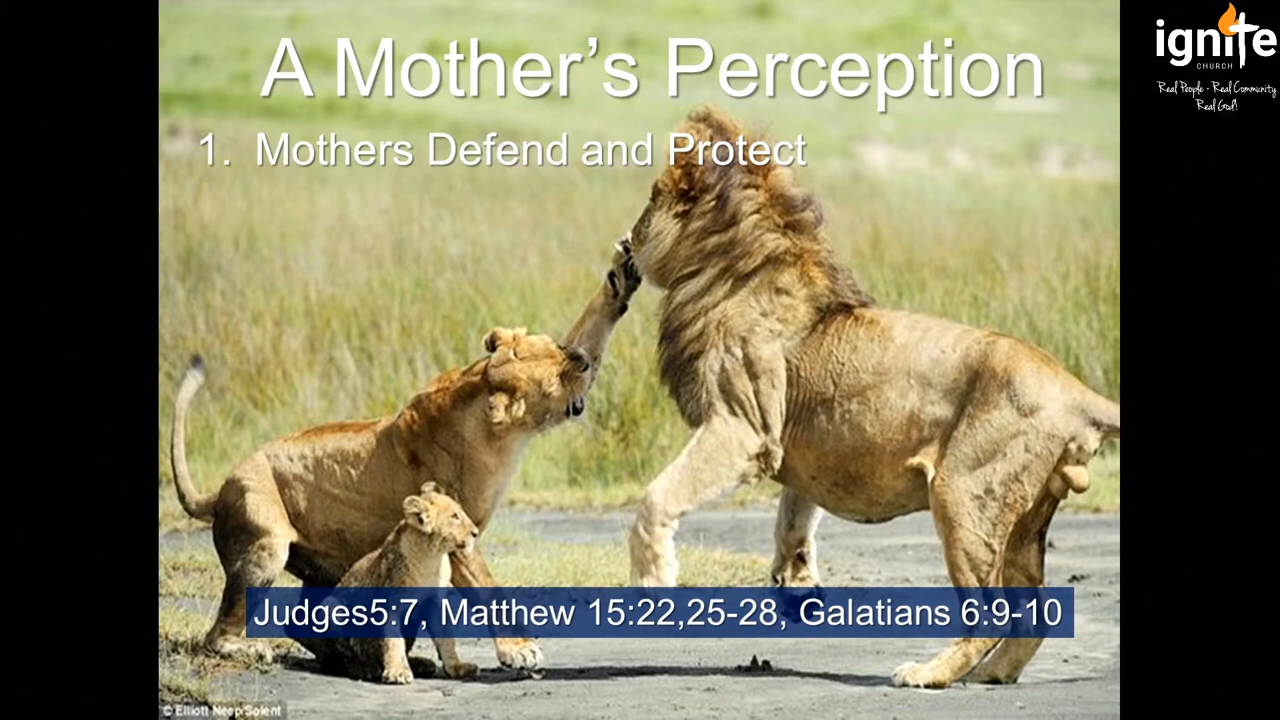 A Mother’s Perception
1. Mothers Defend and Protect
Judges5:7, Matthew 15:22,25-28, Galatians 6:9-10
© Elliott Neep/Solent
ignite
CHURCH
Real People - Real Community
Real God!